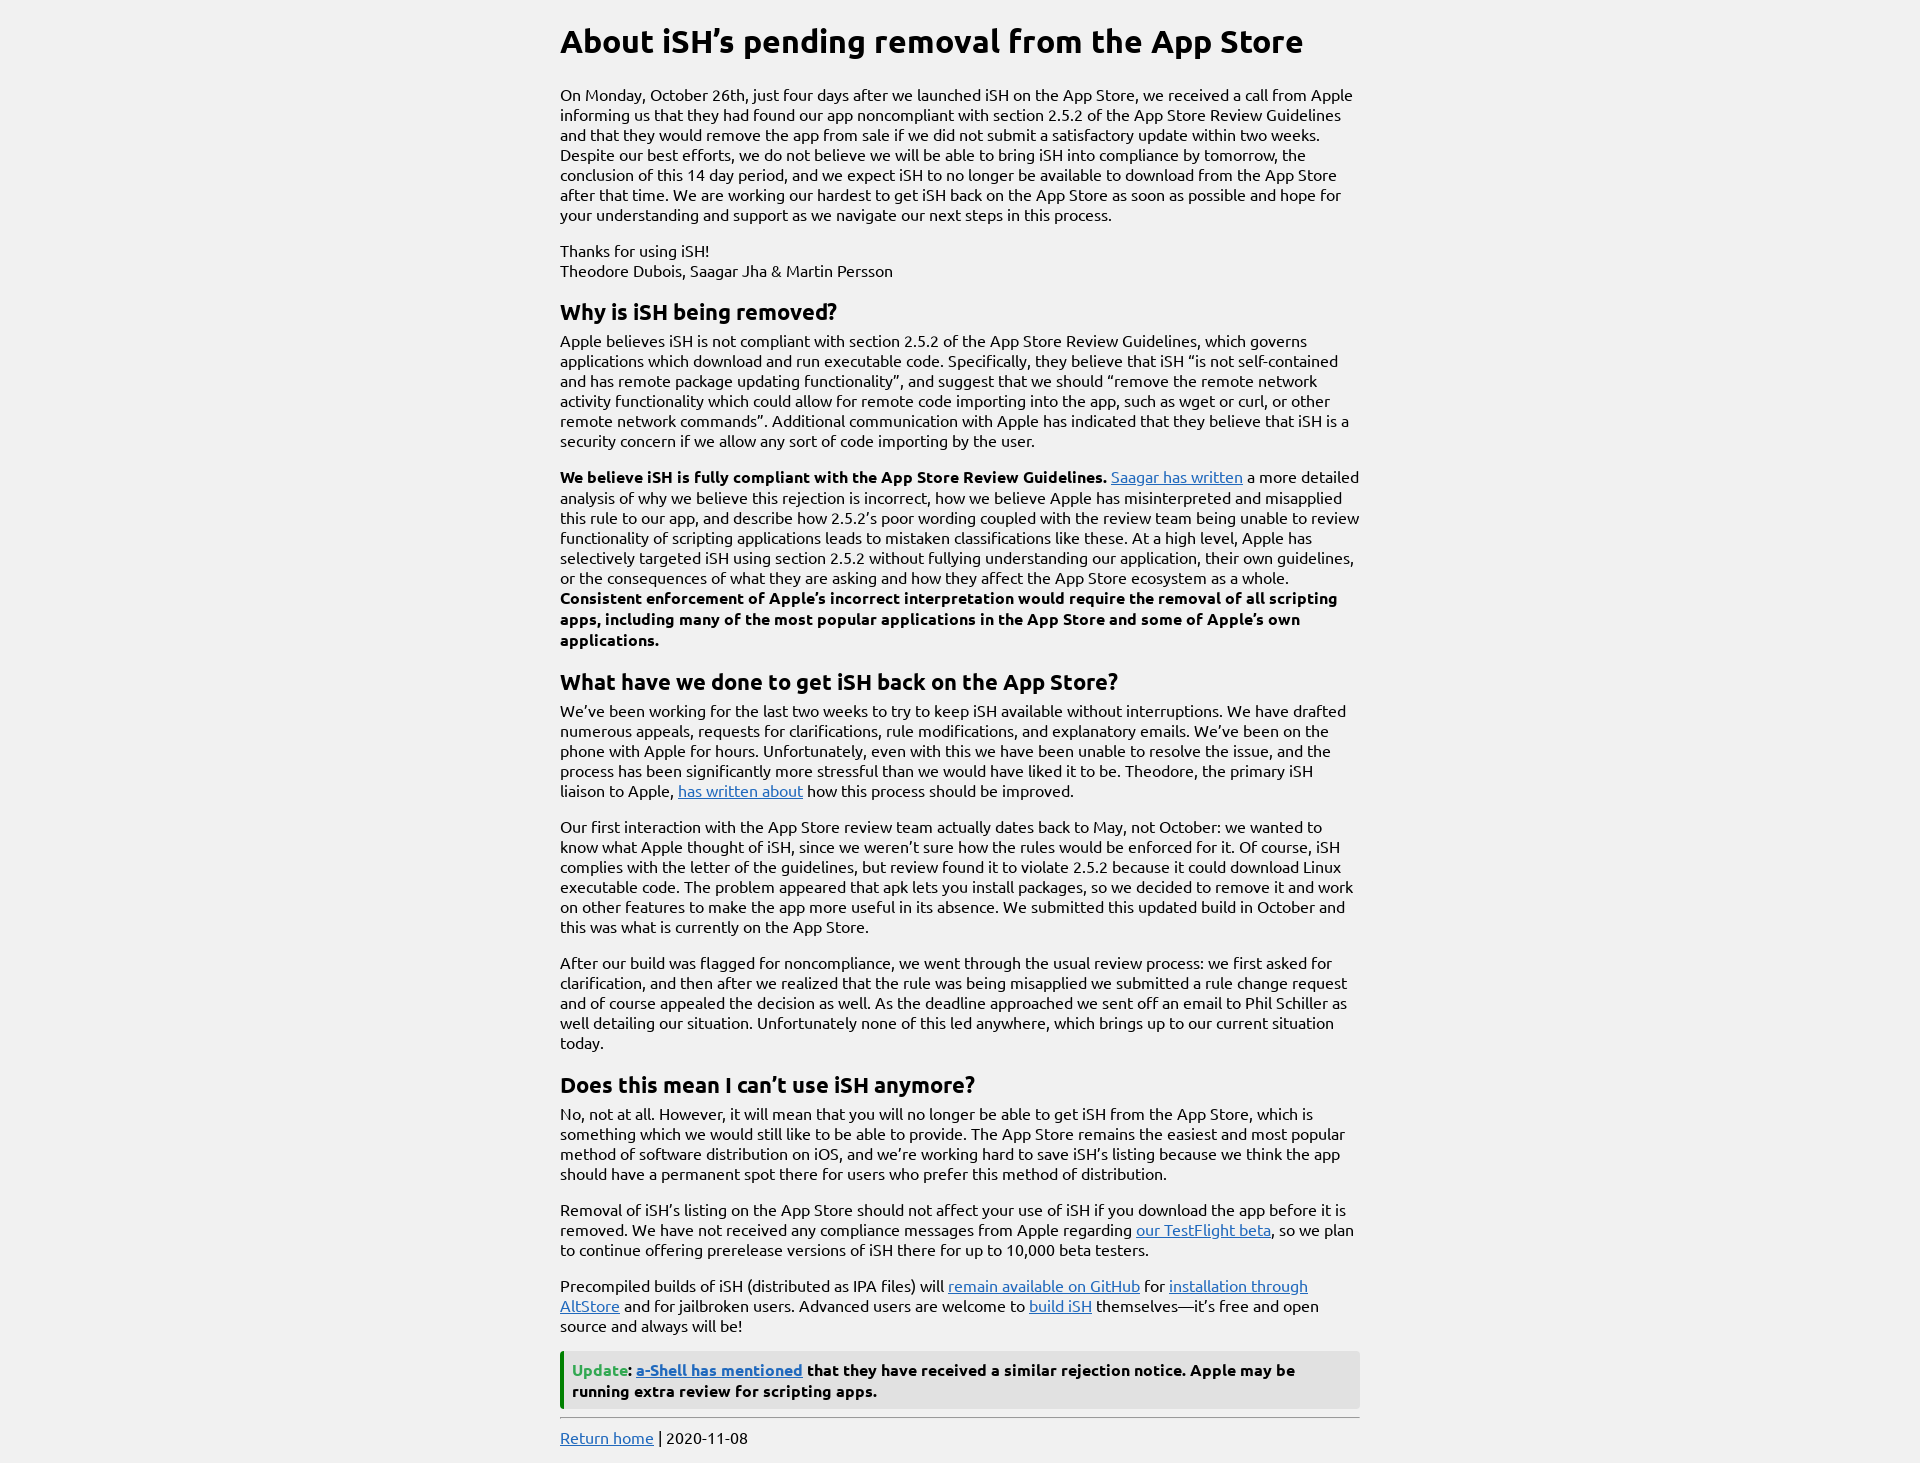 About iSH’s pending removal from the App Store
On Monday, October 26th, just four days after we launched iSH on the App Store, we received a call from Apple
informing us that they had found our app noncompliant with section 2.5.2 of the App Store Review Guidelines
and that they would remove the app from sale if we did not submit a satisfactory update within two weeks.
Despite our best efforts, we do not believe we will be able to bring iSH into compliance by tomorrow, the
conclusion of this 14 day period, and we expect iSH to no longer be available to download from the App Store
after that time. We are working our hardest to get iSH back on the App Store as soon as possible and hope for
your understanding and support as we navigate our next steps in this process.
Thanks for using iSH!
Theodore Dubois, Saagar Jha & Martin Persson
Why is iSH being removed?
Apple believes iSH is not compliant with section 2.5.2 of the App Store Review Guidelines, which governs
applications which download and run executable code. Specifically, they believe that iSH “is not self-contained
and has remote package updating functionality”, and suggest that we should “remove the remote network
activity functionality which could allow for remote code importing into the app, such as wget or curl, or other
remote network commands”. Additional communication with Apple has indicated that they believe that iSH is a
security concern if we allow any sort of code importing by the user.
We believe iSH is fully compliant with the App Store Review Guidelines. Saagar has written a more detailed
analysis of why we believe this rejection is incorrect, how we believe Apple has misinterpreted and misapplied
this rule to our app, and describe how 2.5.2’s poor wording coupled with the review team being unable to review
functionality of scripting applications leads to mistaken classifications like these. At a high level, Apple has
selectively targeted iSH using section 2.5.2 without fullying understanding our application, their own guidelines,
or the consequences of what they are asking and how they affect the App Store ecosystem as a whole.
Consistent enforcement of Apple’s incorrect interpretation would require the removal of all scripting
apps, including many of the most popular applications in the App Store and some of Apple’s own
applications.
What have we done to get iSH back on the App Store?
We’ve been working for the last two weeks to try to keep iSH available without interruptions. We have drafted
numerous appeals, requests for clarifications, rule modifications, and explanatory emails. We’ve been on the
phone with Apple for hours. Unfortunately, even with this we have been unable to resolve the issue, and the
process has been significantly more stressful than we would have liked it to be. Theodore, the primary iSH
liaison to Apple, has written about how this process should be improved.
Our first interaction with the App Store review team actually dates back to May, not October: we wanted to
know what Apple thought of iSH, since we weren’t sure how the rules would be enforced for it. Of course, iSH
complies with the letter of the guidelines, but review found it to violate 2.5.2 because it could download Linux
executable code. The problem appeared that apk lets you install packages, so we decided to remove it and work
on other features to make the app more useful in its absence. We submitted this updated build in October and
this was what is currently on the App Store.
After our build was flagged for noncompliance, we went through the usual review process: we first asked for
clarification, and then after we realized that the rule was being misapplied we submitted a rule change request
and of course appealed the decision as well. As the deadline approached we sent off an email to Phil Schiller as
well detailing our situation. Unfortunately none of this led anywhere, which brings up to our current situation
today.
Does this mean I can’t use iSH anymore?
No, not at all. However, it will mean that you will no longer be able to get iSH from the App Store, which is
something which we would still like to be able to provide. The App Store remains the easiest and most popular
method of software distribution on iOS, and we’re working hard to save iSH’s listing because we think the app
should have a permanent spot there for users who prefer this method of distribution.
Removal of iSH’s listing on the App Store should not affect your use of iSH if you download the app before it is
removed. We have not received any compliance messages from Apple regarding our TestFlight beta, so we plan
to continue offering prerelease versions of iSH there for up to 10,000 beta testers.
Precompiled builds of iSH (distributed as IPA files) will remain available on GitHub for installation through
AltStore and for jailbroken users. Advanced users are welcome to build iSH themselves—it’s free and open
source and always will be!
Update: a-Shell has mentioned that they have received a similar rejection notice. Apple may be
running extra review for scripting apps.
Return home | 2020-11-08